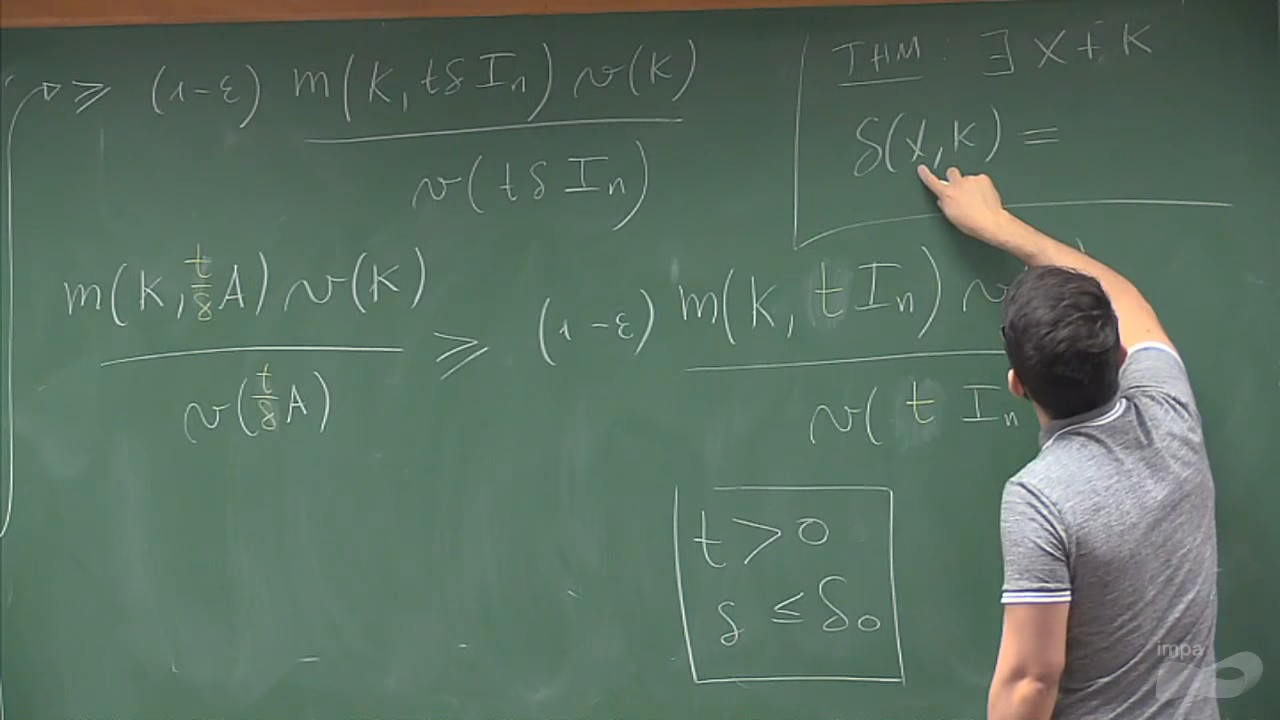 ≥ (1-ε) m(K, tδ I_n) v(K) / v(tδ I_n)
THM: ∃ X + K
δ(X, K) =
m(K, t/δ A) v(K) / v(t/δ A) ≥ (1-ε) m(K, t I_n) v / v( t I_n
t > 0
δ ≤ δ_0
impa